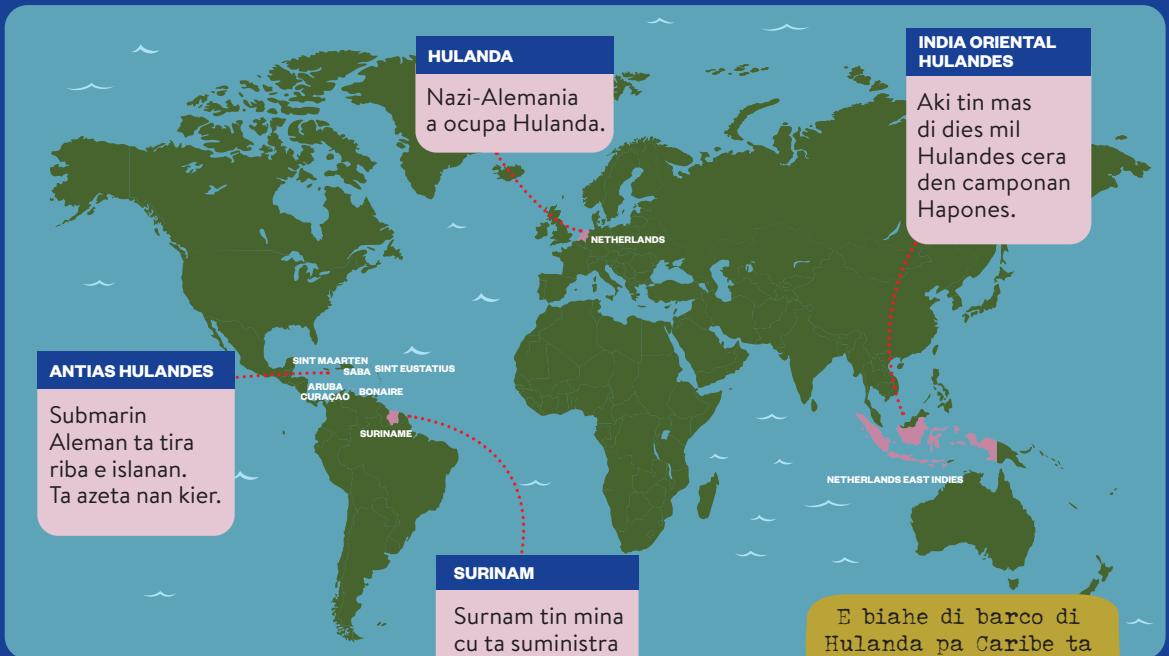 HULANDA
Nazi-Alemania
a ocupa Hulanda.
INDIA ORIENTAL
HULANDES
Aki tin mas
di dies mil
Hulandes cera
den camponan
Hapones.
NETHERLANDS
ANTIAS HULANDES
Submarin
Aleman ta tira
riba e islanan.
Ta azeta nan kier.
SINT MAARTEN
SABA
SINT EUSTATIUS
ARUBA
CURAÇAO
BONAIRE
SURINAME
NETHERLANDS EAST INDIES
SURINAM
Surnam tin mina
cu ta suministra
E biahe di barco di
Hulanda pa Caribe ta